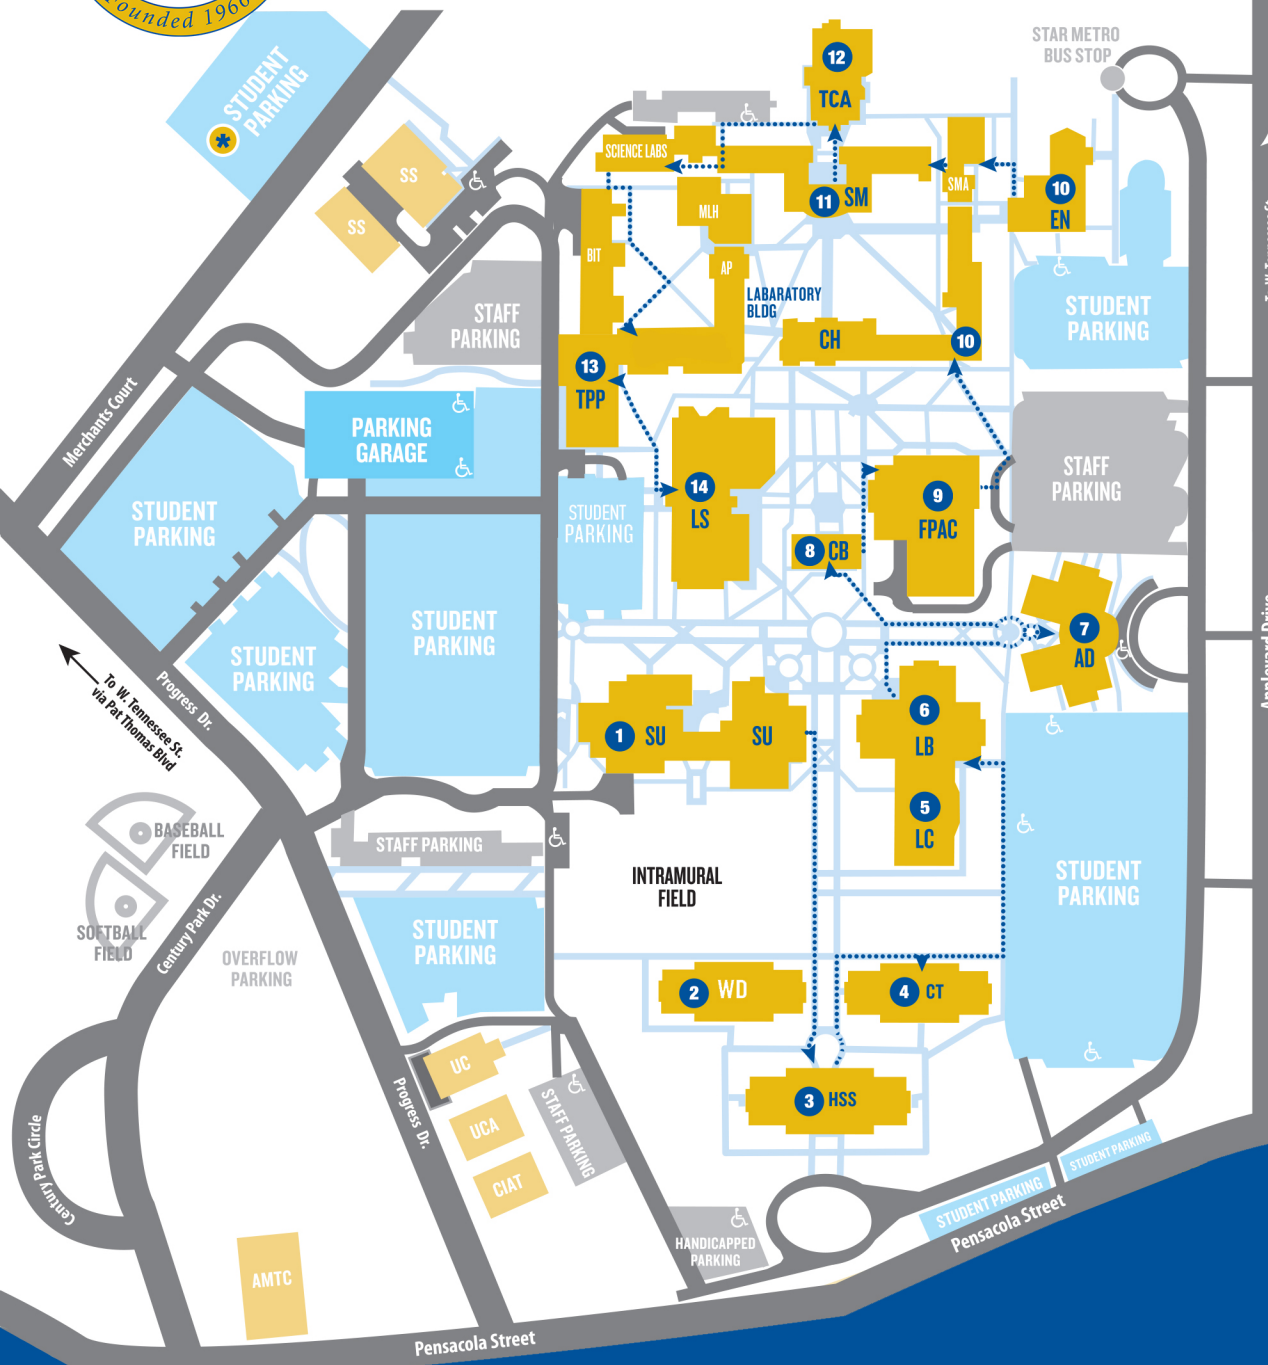 Founded 1966
STAR METRO
BUS STOP
12
TCA
STUDENT
PARKING
*
SCIENCE LABS
SS
SS
SMA
10
EN
11 SM
MLH
BIT
AP
LABARATORY
BLDG
STUDENT
PARKING
STAFF
PARKING
CH
10
13
TPP
Merchants Court
PARKING
GARAGE
STAFF
PARKING
14
LS
9
FPAC
STUDENT
PARKING
STUDENT
PARKING
8 CB
STUDENT
PARKING
7
AD
Appleyard Drive
STUDENT
PARKING
To W. Tennessee St.
via Pat Thomas Blvd
Progress Dr.
1 SU
SU
6
LB
5
LC
BASEBALL
FIELD
STAFF PARKING
INTRAMURAL
FIELD
STUDENT
PARKING
SOFTBALL
FIELD
Century Park Dr.
OVERFLOW
PARKING
STUDENT
PARKING
2 WD
4 CT
UC
Progress Dr.
STAFF PARKING
UCA
CIAT
3 HSS
Century Park Circle
STUDENT PARKING
STUDENT PARKING
Pensacola Street
HANDICAPPED
PARKING
AMTC
Pensacola Street